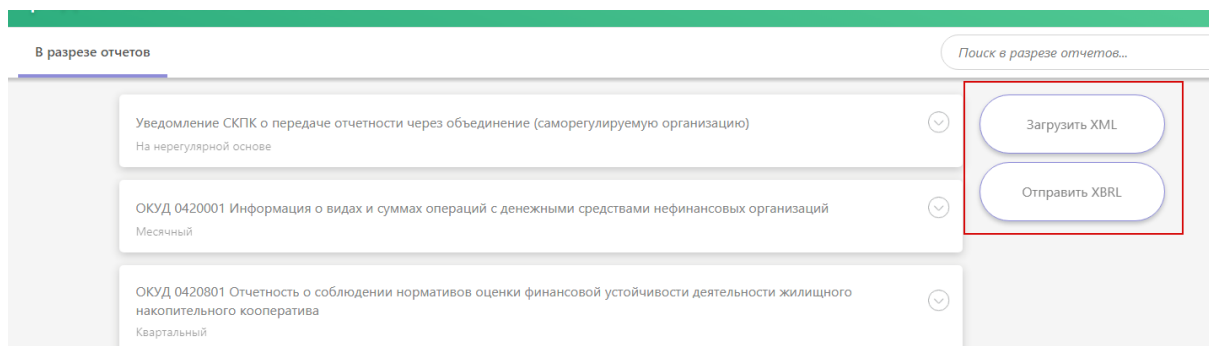 В разрезе отчетов
Поиск в разрезе отчетов...
Уведомление СКПК о передаче отчетности через объединение (саморегулируемую организацию)
На нерегулярной основе
Загрузить XML
Отправить XBRL
ОКУД 0420001 Информация о видах и суммах операций с денежными средствами нефинансовых организаций
Месячный
ОКУД 0420801 Отчетность о соблюдении нормативов оценки финансовой устойчивости деятельности жилищного
накопительного кооператива
Квартальный